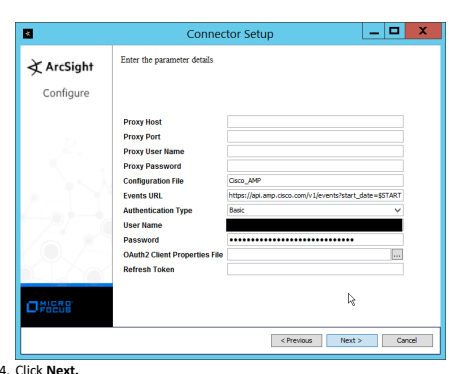 Connector Setup
ArcSight
Configure
Enter the parameter details
Proxy Host
Proxy Port
Proxy User Name
Proxy Password
Configuration File Cisco_AMP
Events URL https://api.amp.cisco.com/v1/events?start_date=$START
Authentication Type Basic
User Name
Password
OAuth2 Client Properties File ...
Refresh Token
MICRO
FOCUS
< Previous Next > Cancel
4. Click Next.